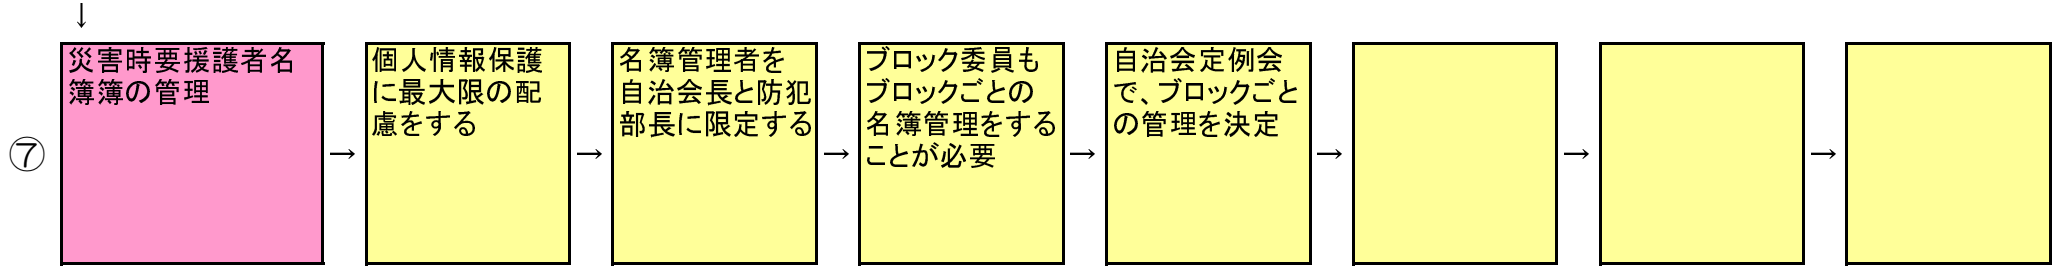 ↓
⑦
災害時要援護者名
簿簿の管理
→
個人情報保護
に最大限の配
慮をする
→
名簿管理者を
自治会長と防犯
部長に限定する
→
ブロック委員も
ブロックごとの
名簿管理をする
ことが必要
→
自治会定例会
で、ブロックごと
の管理を決定
→
→
→